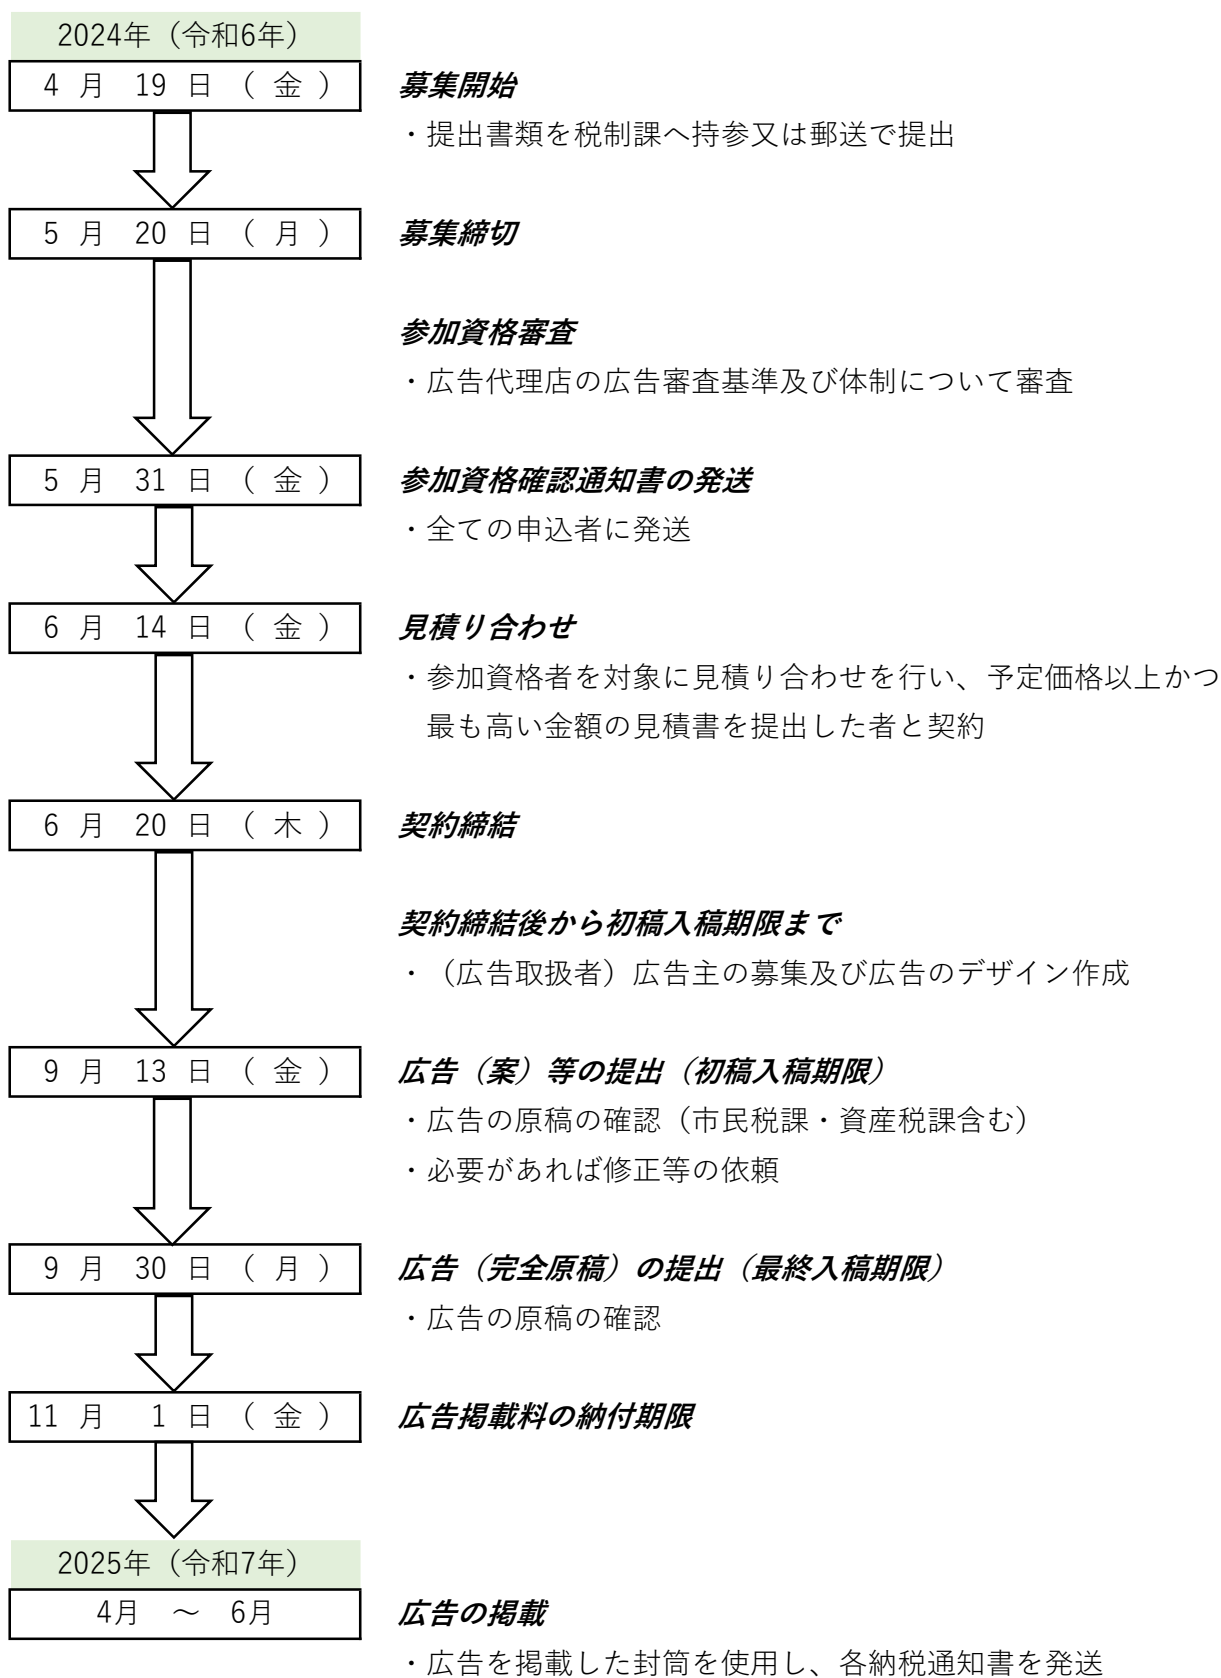 2024年（令和6年）
4 月 19 日 （ 金 ） 募集開始
・提出書類を税制課へ持参又は郵送で提出
5 月 20 日 （ 月 ） 募集締切
参加資格審査
・広告代理店の広告審査基準及び体制について審査
5 月 31 日 （ 金 ） 参加資格確認通知書の発送
・全ての申込者に発送
6 月 14 日 （ 金 ） 見積り合わせ
・参加資格者を対象に見積り合わせを行い、予定価格以上かつ
最も高い金額の見積書を提出した者と契約
6 月 20 日 （ 木 ） 契約締結
契約締結後から初稿入稿期限まで
・（広告取扱者）広告主の募集及び広告のデザイン作成
9 月 13 日 （ 金 ） 広告（案）等の提出（初稿入稿期限）
・広告の原稿の確認（市民税課・資産税課含む）
・必要があれば修正等の依頼
9 月 30 日 （ 月 ） 広告（完全原稿）の提出（最終入稿期限）
・広告の原稿の確認
11 月 1 日 （ 金 ） 広告掲載料の納付期限
2025年（令和7年）
4月 ～ 6月 広告の掲載
・広告を掲載した封筒を使用し、各納税通知書を発送